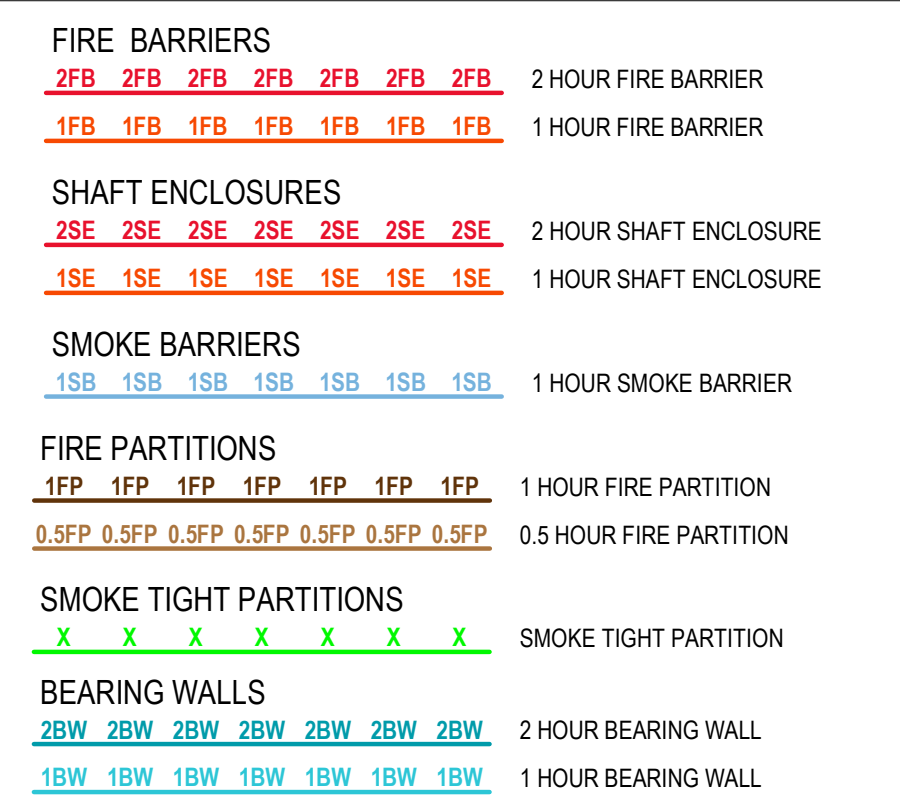 FIRE BARRIERS
2FB 2FB 2FB 2FB 2FB 2FB 2FB 2 HOUR FIRE BARRIER
1FB 1FB 1FB 1FB 1FB 1FB 1FB 1 HOUR FIRE BARRIER
SHAFT ENCLOSURES
2SE 2SE 2SE 2SE 2SE 2SE 2SE 2 HOUR SHAFT ENCLOSURE
1SE 1SE 1SE 1SE 1SE 1SE 1SE 1 HOUR SHAFT ENCLOSURE
SMOKE BARRIERS
1SB 1SB 1SB 1SB 1SB 1SB 1SB 1 HOUR SMOKE BARRIER
FIRE PARTITIONS
1FP 1FP 1FP 1FP 1FP 1FP 1FP 1 HOUR FIRE PARTITION
0.5FP 0.5FP 0.5FP 0.5FP 0.5FP 0.5FP 0.5FP 0.5 HOUR FIRE PARTITION
SMOKE TIGHT PARTITIONS
X X X X X X X SMOKE TIGHT PARTITION
BEARING WALLS
2BW 2BW 2BW 2BW 2BW 2BW 2BW 2 HOUR BEARING WALL
1BW 1BW 1BW 1BW 1BW 1BW 1BW 1 HOUR BEARING WALL